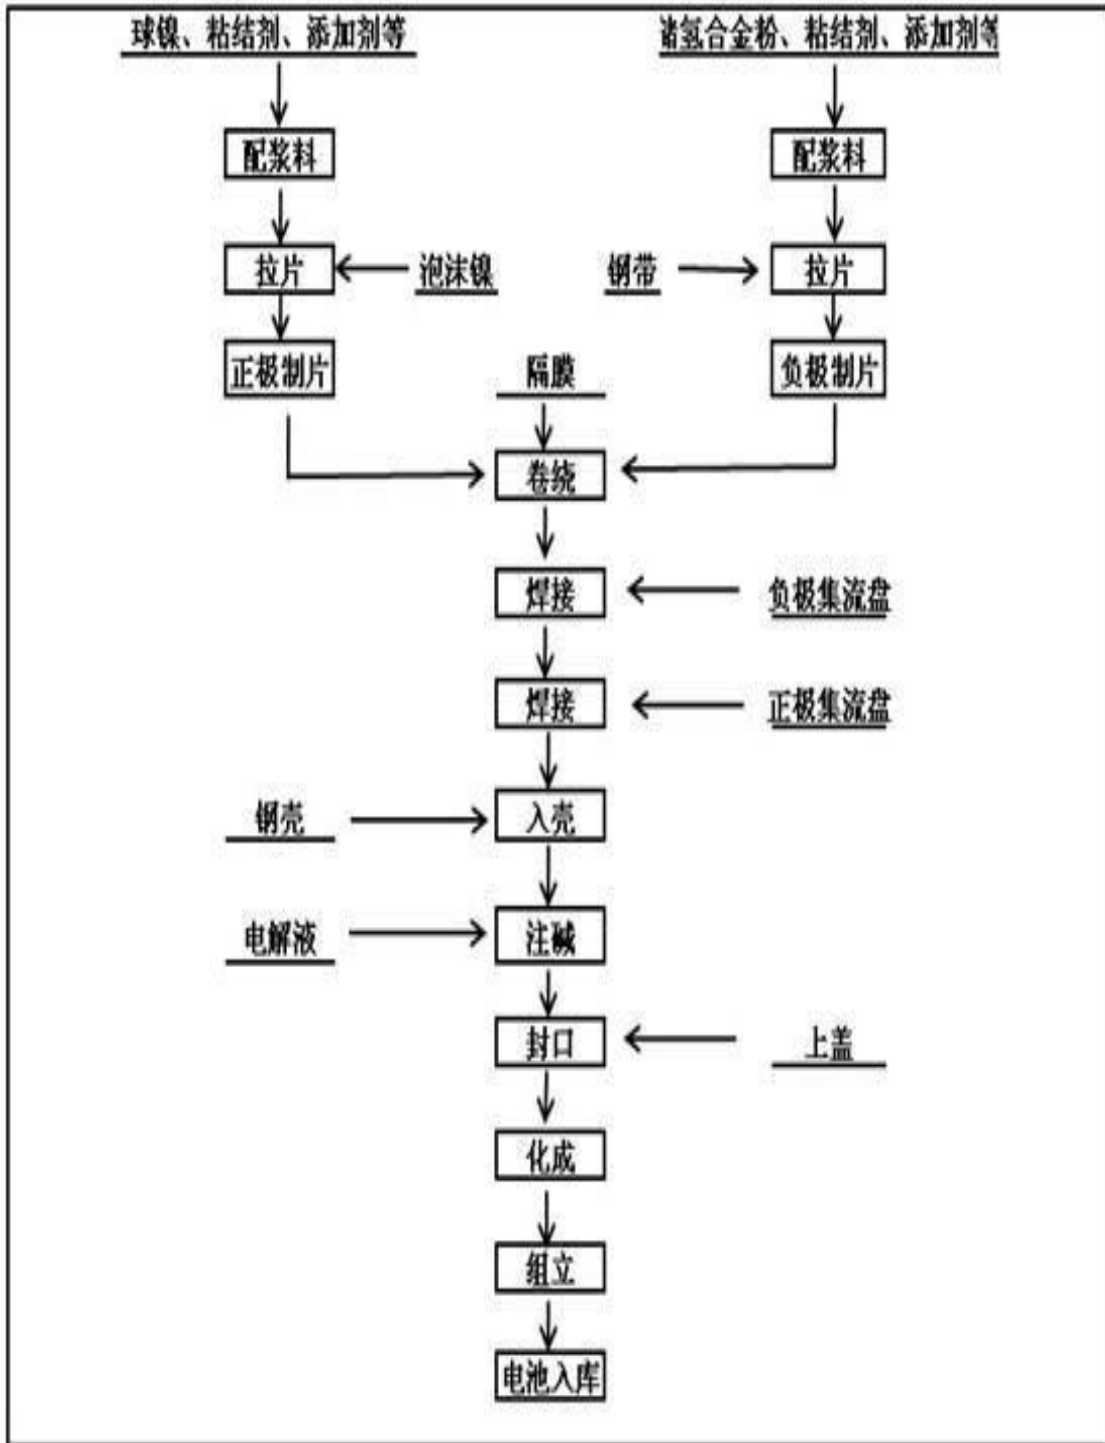 球镍、粘结剂、添加剂等
诸氢合金粉、粘结剂、添加剂等
配浆料
配浆料
拉片
泡沫镍
钢带
拉片
正极制片
隔膜
负极制片
卷绕
焊接
负极集流盘
焊接
正极集流盘
钢壳
入壳
电解液
注碱
封口
上盖
化成
组立
电池入库